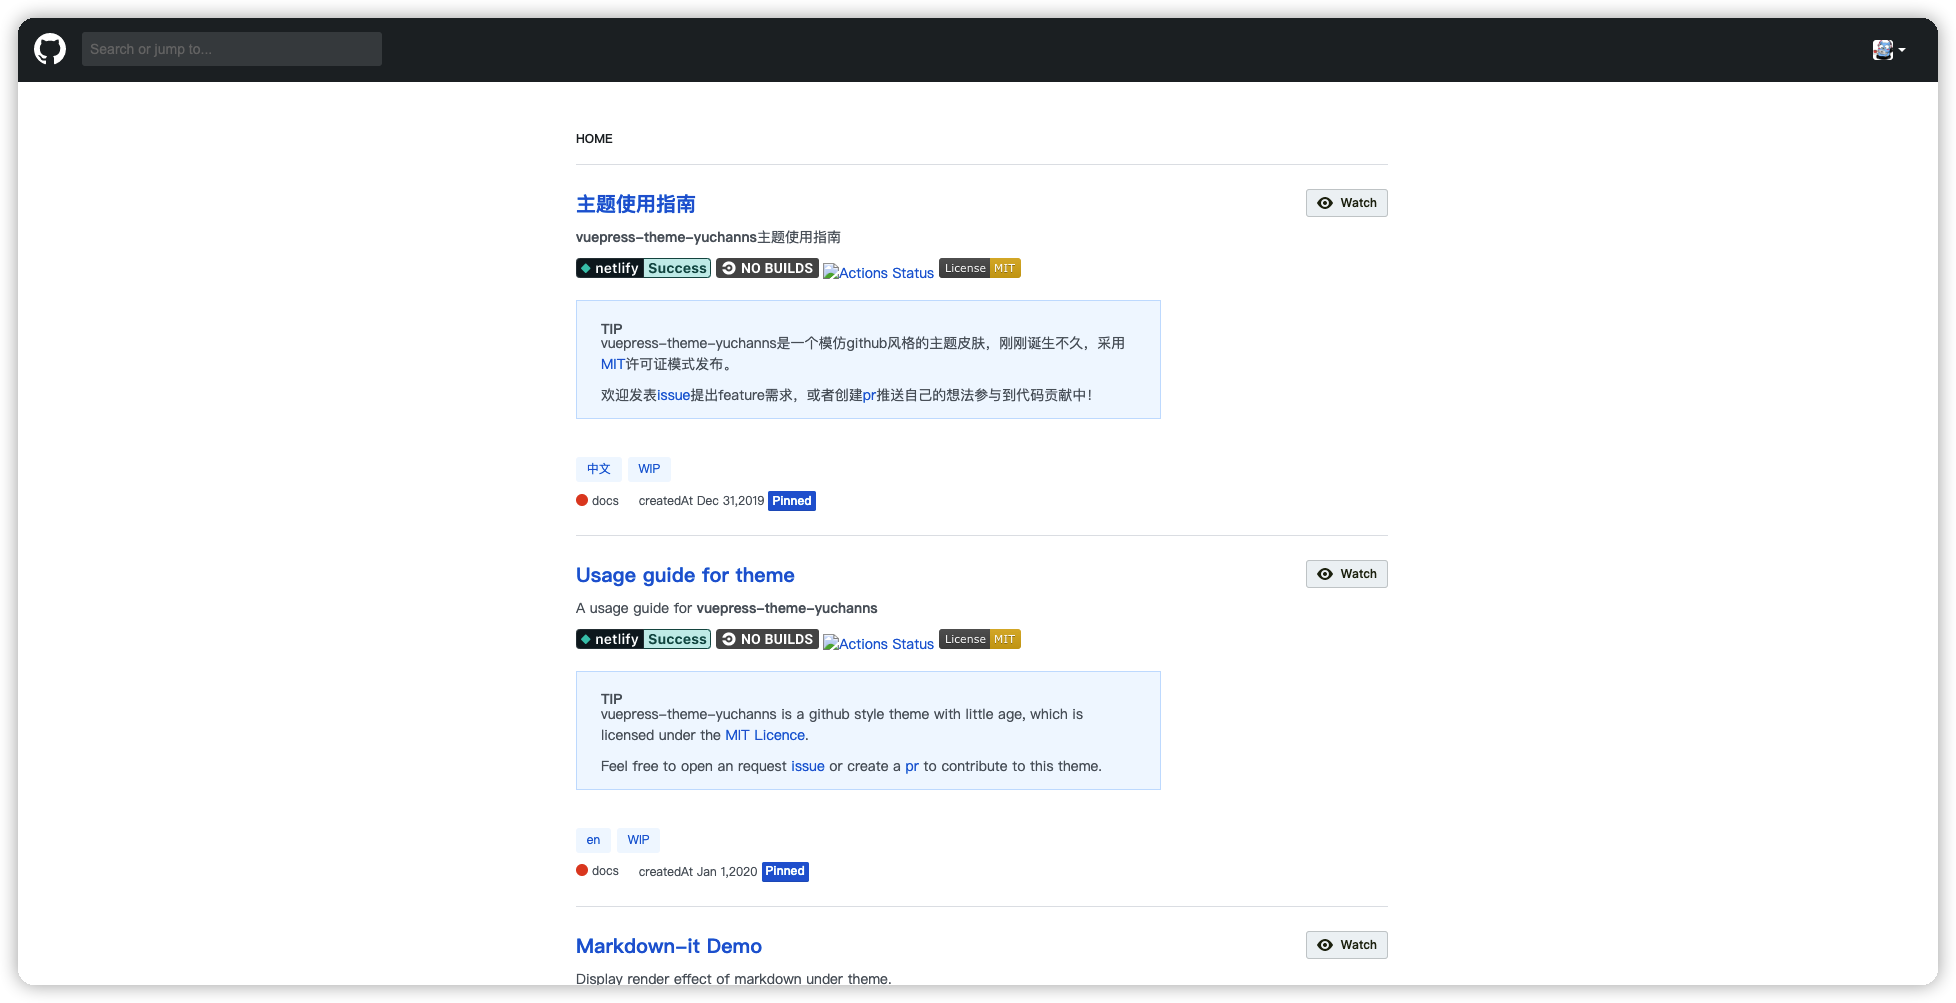 Search or jump to...
HOME
主题使用指南
Watch
vuepress-theme-yuchanns主题使用指南
netlify Success NO BUILDS Actions Status License MIT
TIP
vuepress-theme-yuchanns是一个模仿github风格的主题皮肤，刚刚诞生不久，采用
MIT许可证模式发布。
欢迎发表issue提出feature需求，或者创建pr推送自己的想法参与到代码贡献中！
中文 WIP
docs createdAt Dec 31,2019 Pinned
Usage guide for theme
Watch
A usage guide for vuepress-theme-yuchanns
netlify Success NO BUILDS Actions Status License MIT
TIP
vuepress-theme-yuchanns is a github style theme with little age, which is
licensed under the MIT Licence.
Feel free to open an request issue or create a pr to contribute to this theme.
en WIP
docs createdAt Jan 1,2020 Pinned
Markdown-it Demo
Watch
Display render effect of markdown under theme.